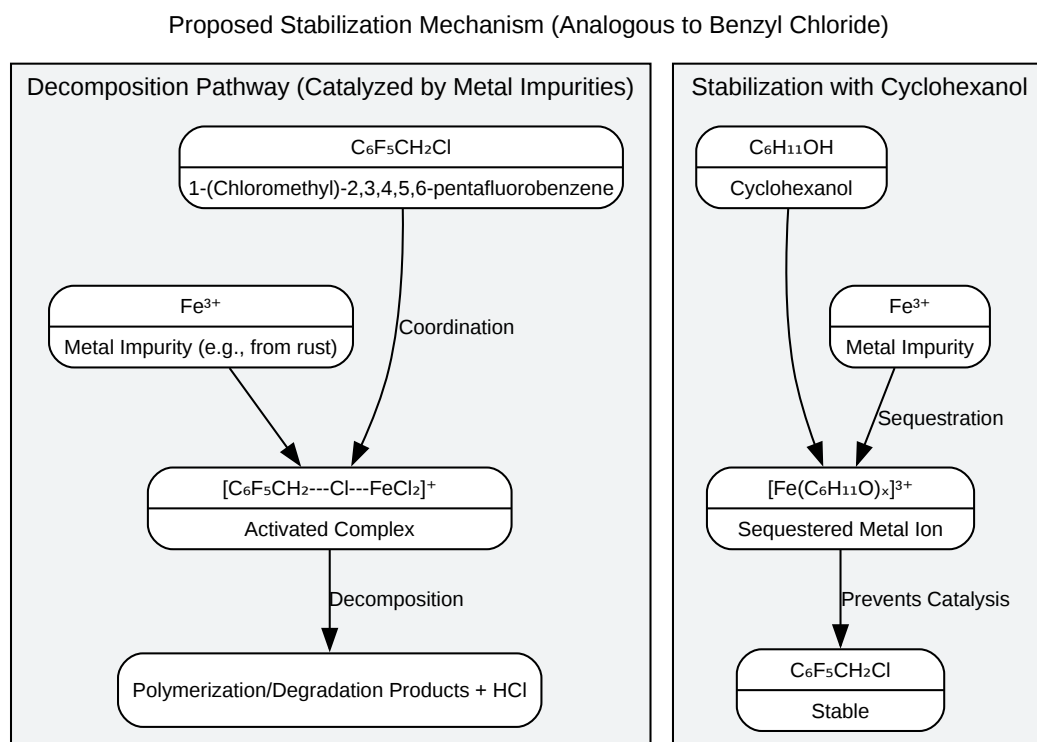 Proposed Stabilization Mechanism (Analogous to Benzyl Chloride)
Decomposition Pathway (Catalyzed by Metal Impurities)
C₆F₅CH₂Cl
1-(Chloromethyl)-2,3,4,5,6-pentafluorobenzene
Fe³⁺
Metal Impurity (e.g., from rust)
Coordination
[C₆F₅CH₂---Cl---FeCl₂]⁺
Activated Complex
Decomposition
Polymerization/Degradation Products + HCl
Stabilization with Cyclohexanol
C₆H₁₁OH
Cyclohexanol
Fe³⁺
Metal Impurity
Sequestration
[Fe(C₆H₁₁O)ₓ]³⁺
Sequestered Metal Ion
Prevents Catalysis
C₆F₅CH₂Cl
Stable